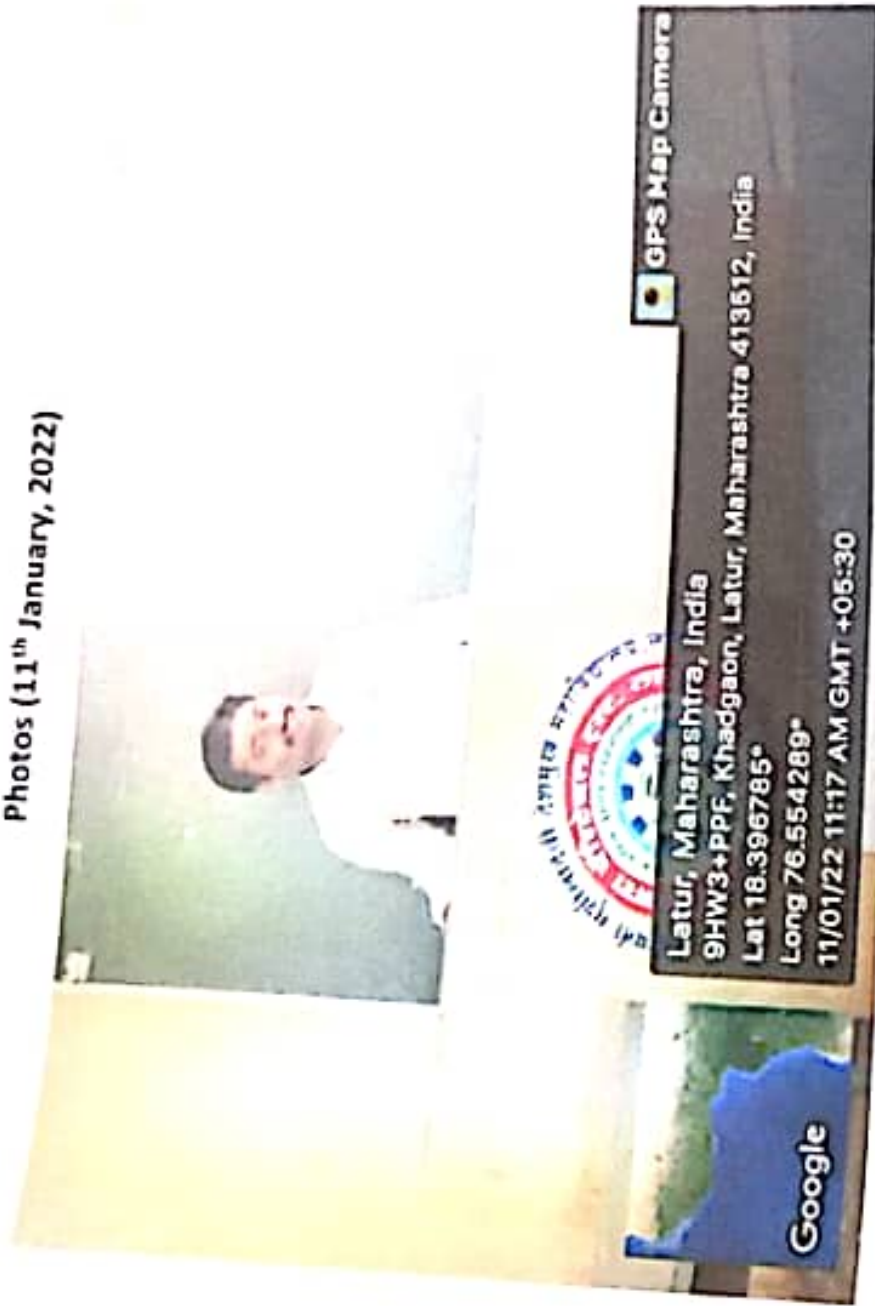 Photos (11th January, 2022)
GPS Map Camera
Latur, Maharashtra, India
9HW3+PPF, Khadgaon, Latur, Maharashtra 413512, India
Lat 18.396785°
Long 76.554289°
11/01/22 11:17 AM GMT +05:30
Google